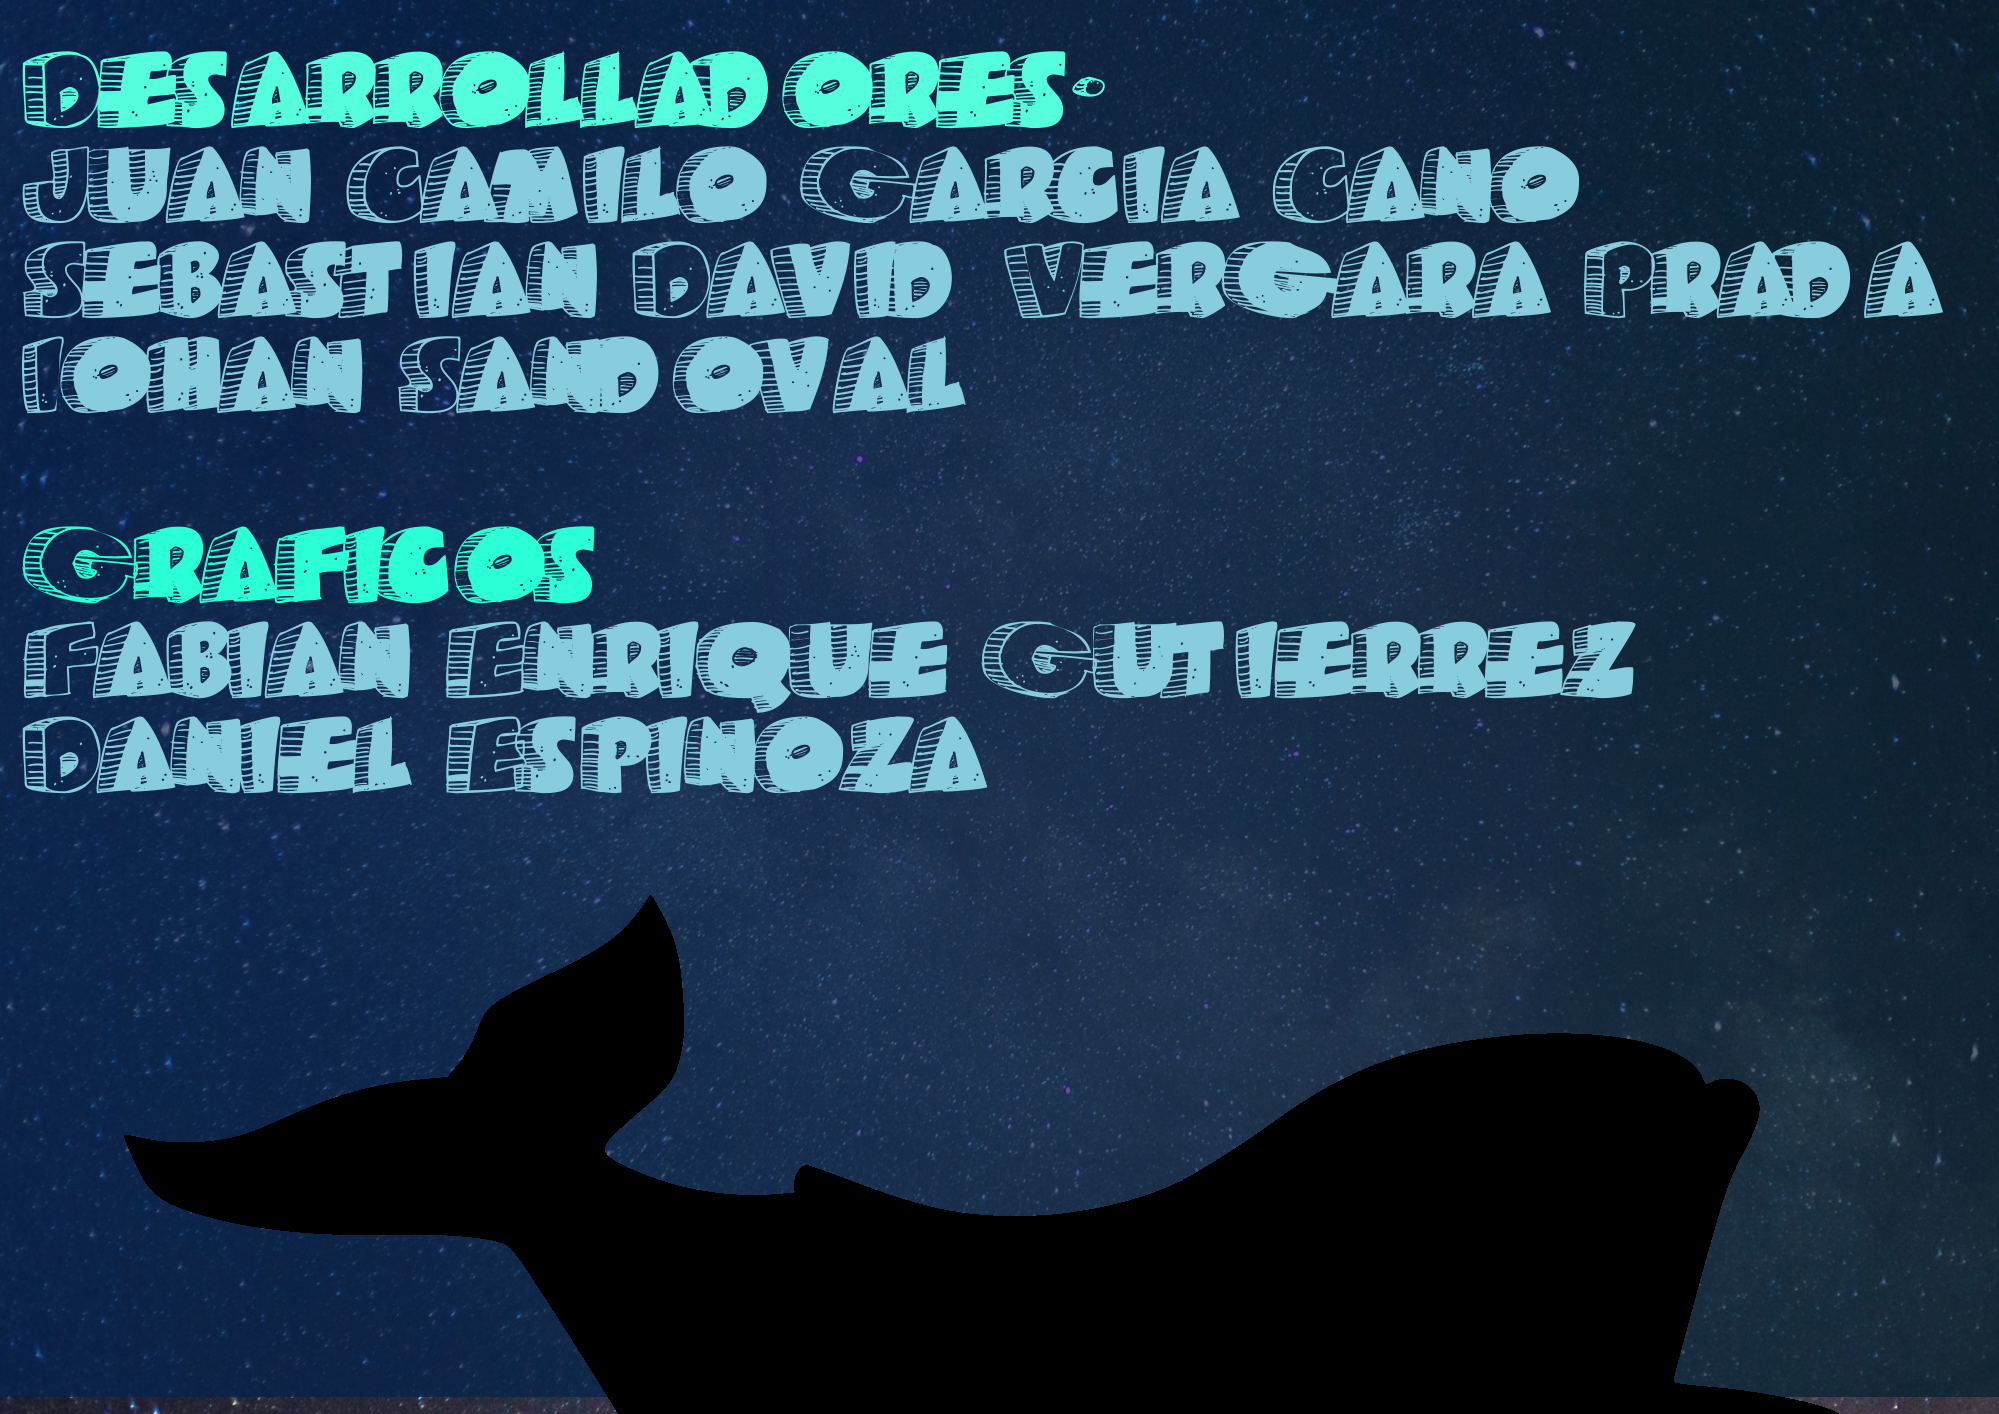 Desarrolladores.
Juan Camilo Garcia Cano
Sebastian David Vergara Prada
Iohan Sandoval
Graficos
Fabian Enrique Gutierrez
Daniel Espinoza